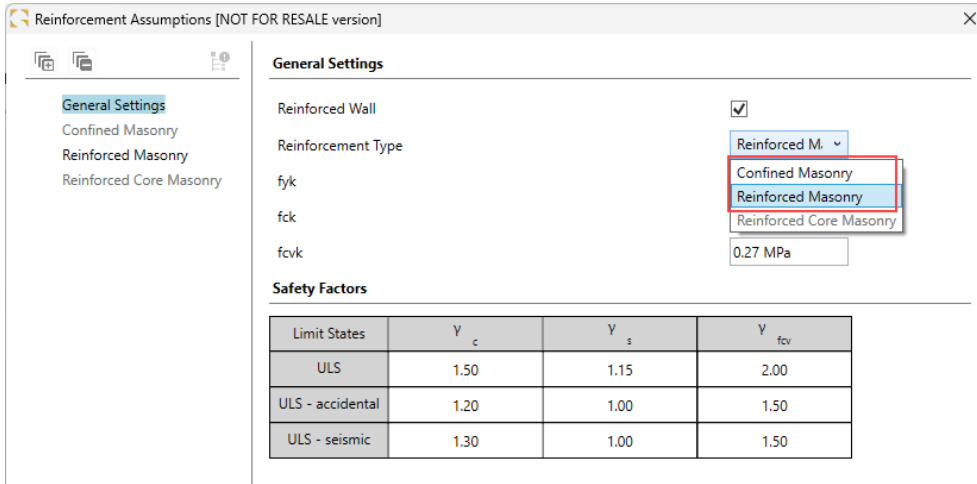 Reinforcement Assumptions [NOT FOR RESALE version]
General Settings
Confined Masonry
Reinforced Masonry
Reinforced Core Masonry
General Settings
Reinforced Wall
Reinforcement Type
Reinforced M
Confined Masonry
Reinforced Masonry
Reinforced Core Masonry
fyk
fck
fcvk
0.27 MPa
Safety Factors
Limit States γc γs γfcv
ULS 1.50 1.15 2.00
ULS - accidental 1.20 1.00 1.50
ULS - seismic 1.30 1.00 1.50